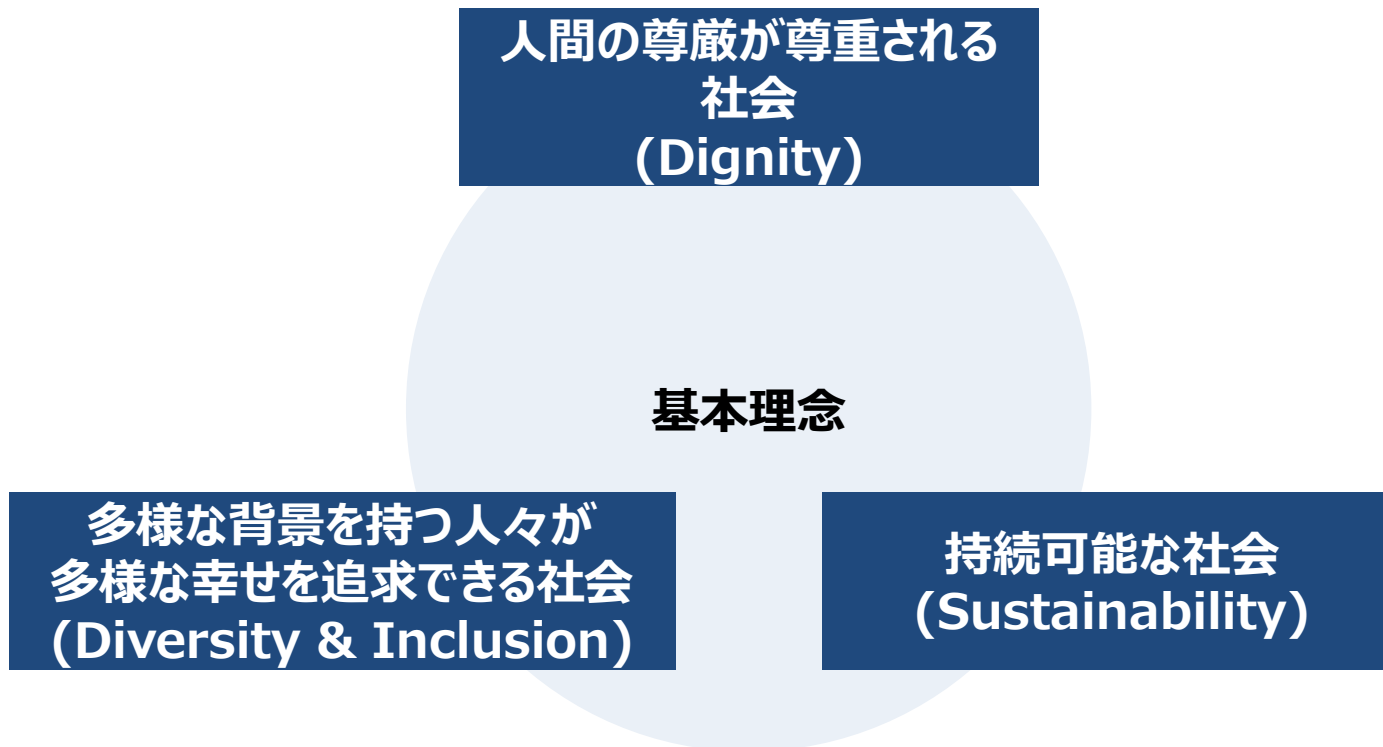 人間の尊厳が尊重される
社会
(Dignity)
基本理念
多様な背景を持つ人々が
多様な幸せを追求できる社会
(Diversity & Inclusion)
持続可能な社会
(Sustainability)